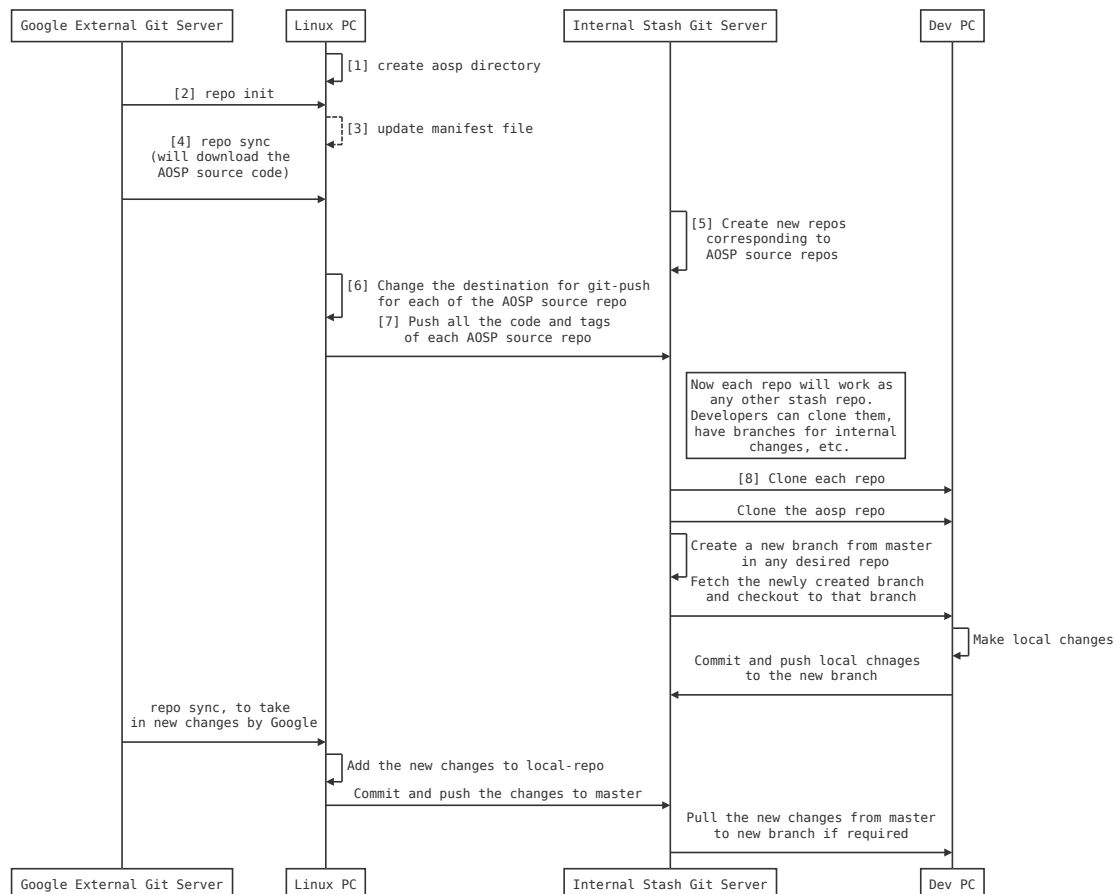 Google External Git Server
Linux PC
Internal Stash Git Server
Dev PC
[1] create aosp directory
[2] repo init
[3] update manifest file
[4] repo sync
(will download the
AOSP source code)
[5] Create new repos
corresponding to
AOSP source repos
[6] Change the destination for git-push
for each of the AOSP source repo
[7] Push all the code and tags
of each AOSP source repo
Now each repo will work as
any other stash repo.
Developers can clone them,
have branches for internal
changes, etc.
[8] Clone each repo
Clone the aosp repo
Create a new branch from master
in any desired repo
Fetch the newly created branch
and checkout to that branch
Make local changes
Commit and push local chnages
to the new branch
repo sync, to take
in new changes by Google
Add the new changes to local-repo
Commit and push the changes to master
Pull the new changes from master
to new branch if required
Google External Git Server
Linux PC
Internal Stash Git Server
Dev PC